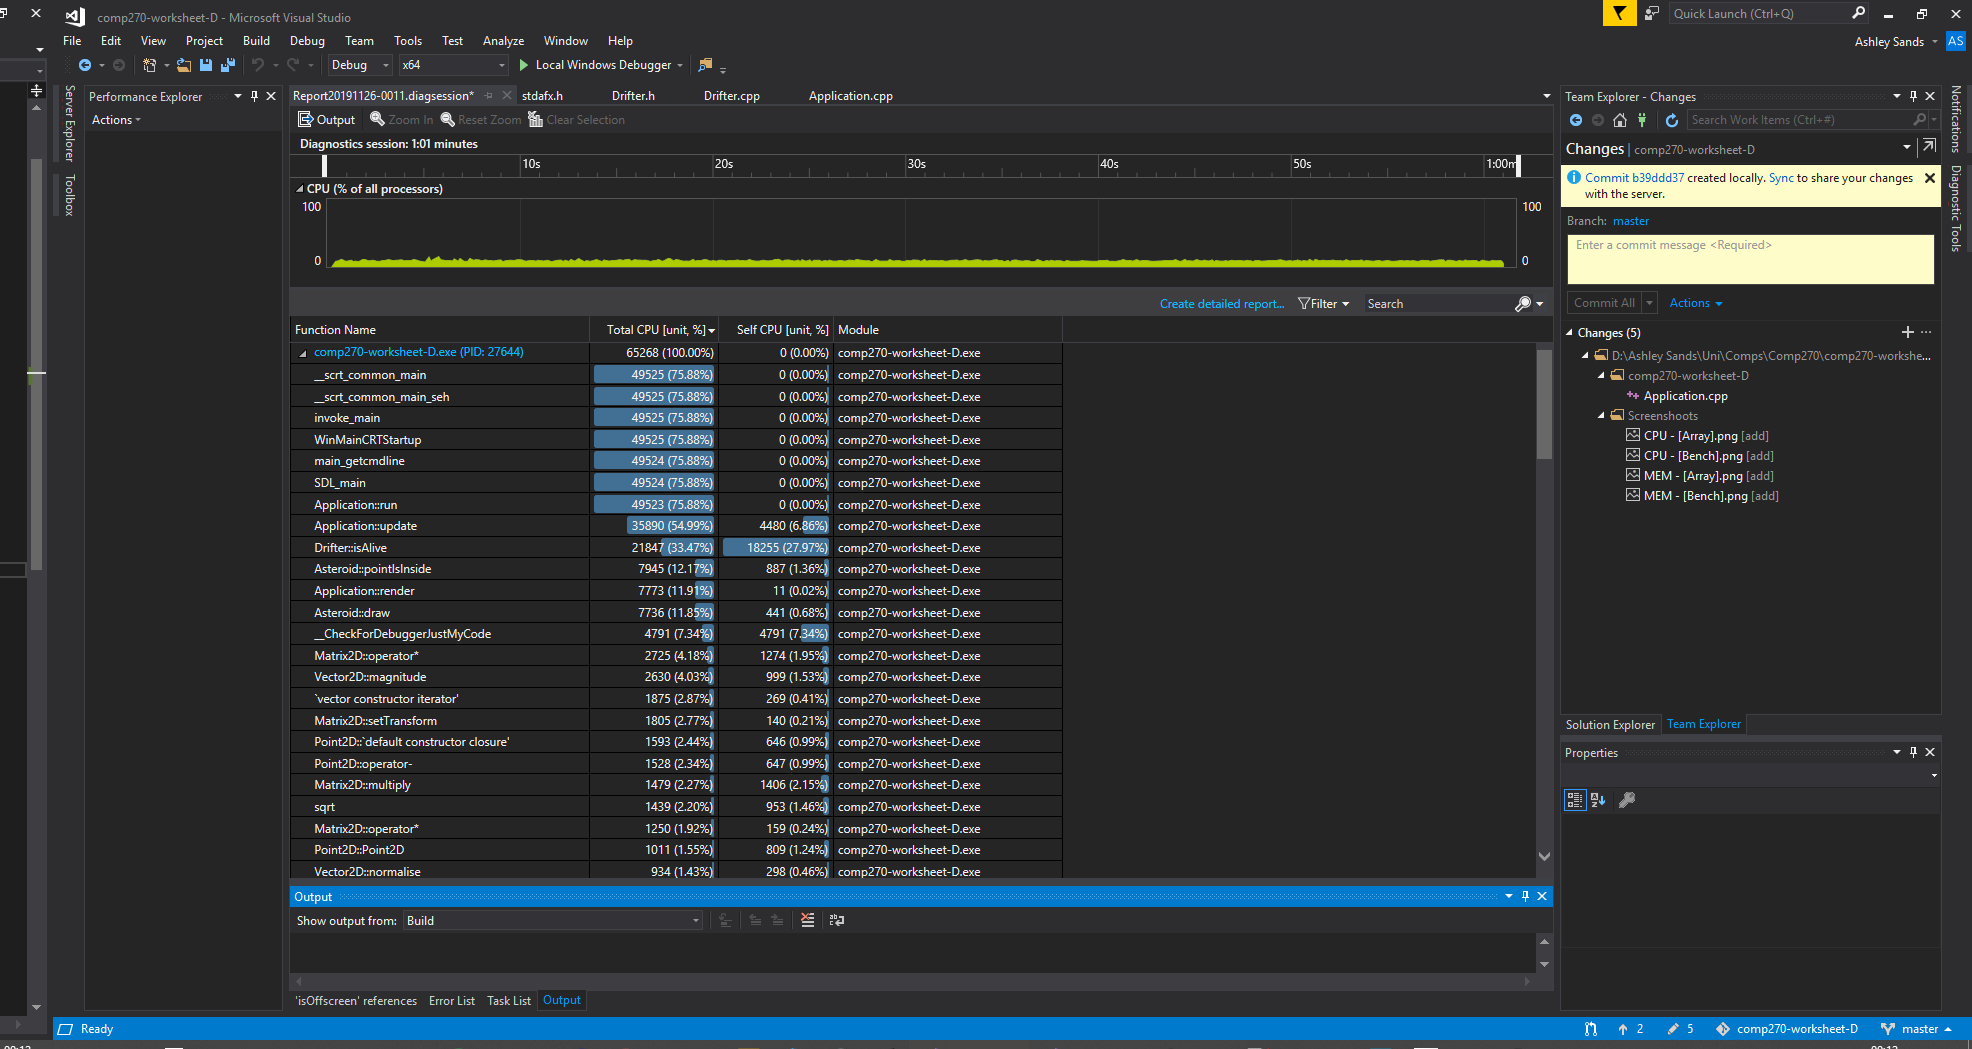 comp270-worksheet-D - Microsoft Visual Studio
Quick Launch (Ctrl+Q)
File Edit View Project Build Debug Team Tools Test Analyze Window Help
Ashley Sands AS
Debug x64 Local Windows Debugger
Server Explorer
Toolbox
Performance Explorer
Actions
Report20191126-0011.diagsession* stdafx.h Drifter.h Drifter.cpp Application.cpp
Output Zoom In Reset Zoom Clear Selection
Diagnostics session: 1:01 minutes
10s 20s 30s 40s 50s 1:00m
CPU (% of all processors)
100 100
0 0
Create detailed report... Filter Search
Function Name Total CPU [unit, %] Self CPU [unit, %] Module
comp270-worksheet-D.exe (PID: 27644) 65268 (100.00%) 0 (0.00%) comp270-worksheet-D.exe
__scrt_common_main 49525 (75.88%) 0 (0.00%) comp270-worksheet-D.exe
__scrt_common_main_seh 49525 (75.88%) 0 (0.00%) comp270-worksheet-D.exe
invoke_main 49525 (75.88%) 0 (0.00%) comp270-worksheet-D.exe
WinMainCRTStartup 49525 (75.88%) 0 (0.00%) comp270-worksheet-D.exe
main_getcmdline 49524 (75.88%) 0 (0.00%) comp270-worksheet-D.exe
SDL_main 49524 (75.88%) 0 (0.00%) comp270-worksheet-D.exe
Application::run 49523 (75.88%) 0 (0.00%) comp270-worksheet-D.exe
Application::update 35890 (54.99%) 4480 (6.86%) comp270-worksheet-D.exe
Drifter::isAlive 21847 (33.47%) 18255 (27.97%) comp270-worksheet-D.exe
Asteroid::pointIsInside 7945 (12.17%) 887 (1.36%) comp270-worksheet-D.exe
Application::render 7773 (11.91%) 11 (0.02%) comp270-worksheet-D.exe
Asteroid::draw 7736 (11.85%) 441 (0.68%) comp270-worksheet-D.exe
__CheckForDebuggerJustMyCode 4791 (7.34%) 4791 (7.34%) comp270-worksheet-D.exe
Matrix2D::operator* 2725 (4.18%) 1274 (1.95%) comp270-worksheet-D.exe
Vector2D::magnitude 2630 (4.03%) 999 (1.53%) comp270-worksheet-D.exe
`vector constructor iterator' 1875 (2.87%) 269 (0.41%) comp270-worksheet-D.exe
Matrix2D::setTransform 1805 (2.77%) 140 (0.21%) comp270-worksheet-D.exe
Point2D::`default constructor closure' 1593 (2.44%) 646 (0.99%) comp270-worksheet-D.exe
Point2D::operator- 1528 (2.34%) 647 (0.99%) comp270-worksheet-D.exe
Matrix2D::multiply 1479 (2.27%) 1406 (2.15%) comp270-worksheet-D.exe
sqrt 1439 (2.20%) 953 (1.46%) comp270-worksheet-D.exe
Matrix2D::operator* 1250 (1.92%) 159 (0.24%) comp270-worksheet-D.exe
Point2D::Point2D 1011 (1.55%) 809 (1.24%) comp270-worksheet-D.exe
Vector2D::normalise 934 (1.43%) 298 (0.46%) comp270-worksheet-D.exe
Output
Show output from: Build
'isOffscreen' references Error List Task List Output
Team Explorer - Changes
Search Work Items (Ctrl+#)
Changes | comp270-worksheet-D
Commit b39ddd37 created locally. Sync to share your changes
with the server.
Branch: master
Enter a commit message <Required>
Commit All Actions
Changes (5)
D:\Ashley Sands\Uni\Comps\Comp270\comp270-workshe...
comp270-worksheet-D
Application.cpp
Screenshoots
CPU - [Array].png [add]
CPU - [Bench].png [add]
MEM - [Array].png [add]
MEM - [Bench].png [add]
Solution Explorer Team Explorer
Properties
Notifications
Diagnostic Tools
Ready 2 5 comp270-worksheet-D master